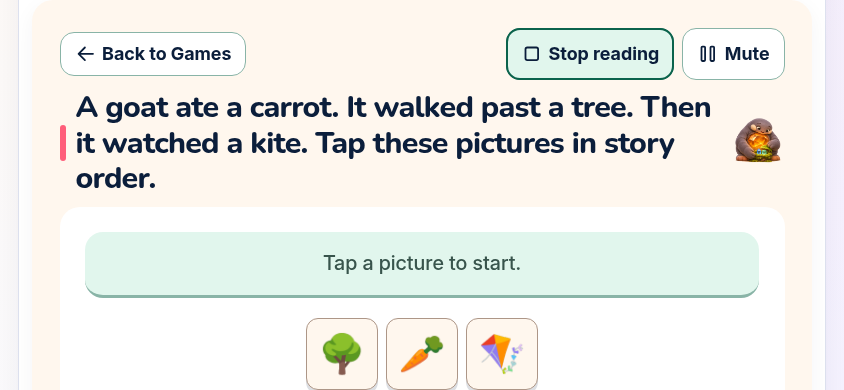 Back to Games
Stop reading
Mute
A goat ate a carrot. It walked past a tree. Then
it watched a kite. Tap these pictures in story
order.
Tap a picture to start.